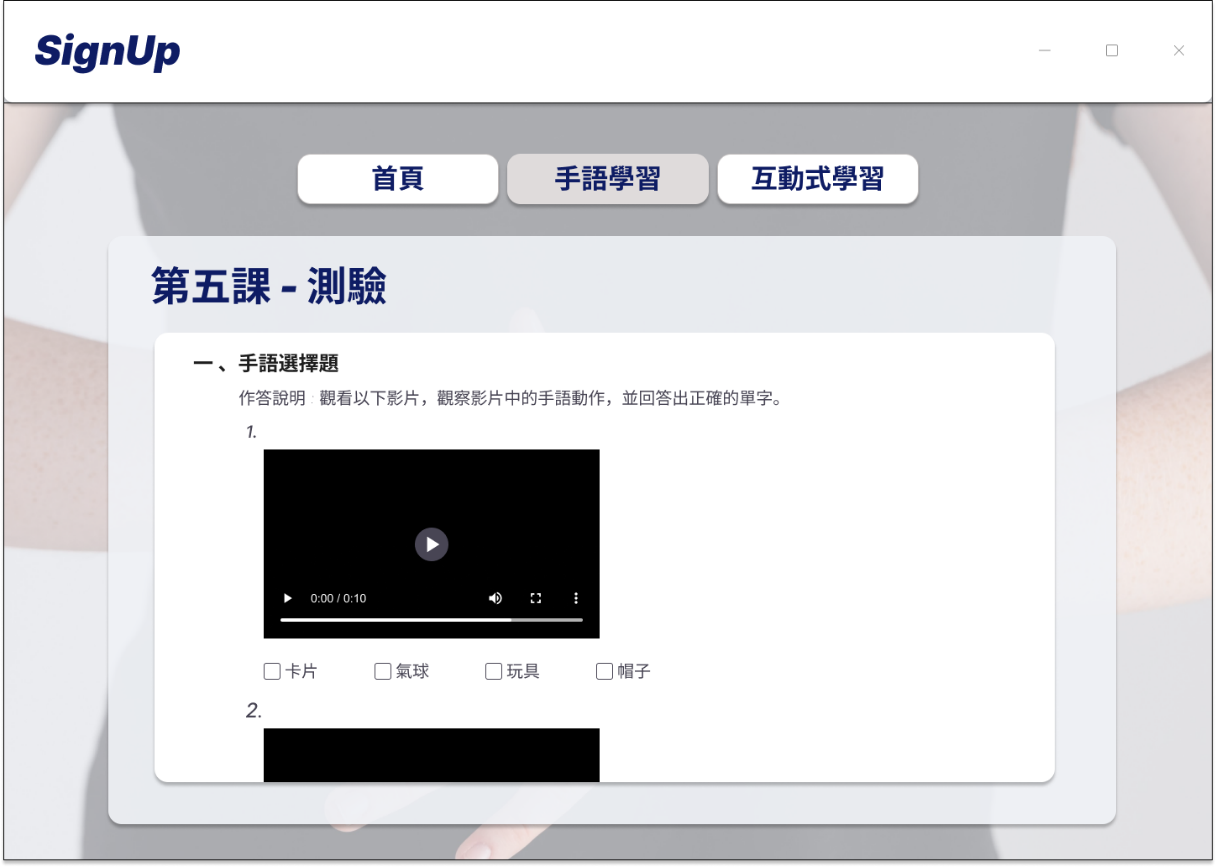 SignUp
首頁 手語學習 互動式學習
第五課 - 測驗
一、手語選擇題
作答說明：觀看以下影片，觀察影片中的手語動作，並回答出正確的單字。
1.
0:00 / 0:10
卡片 氣球 玩具 帽子
2.